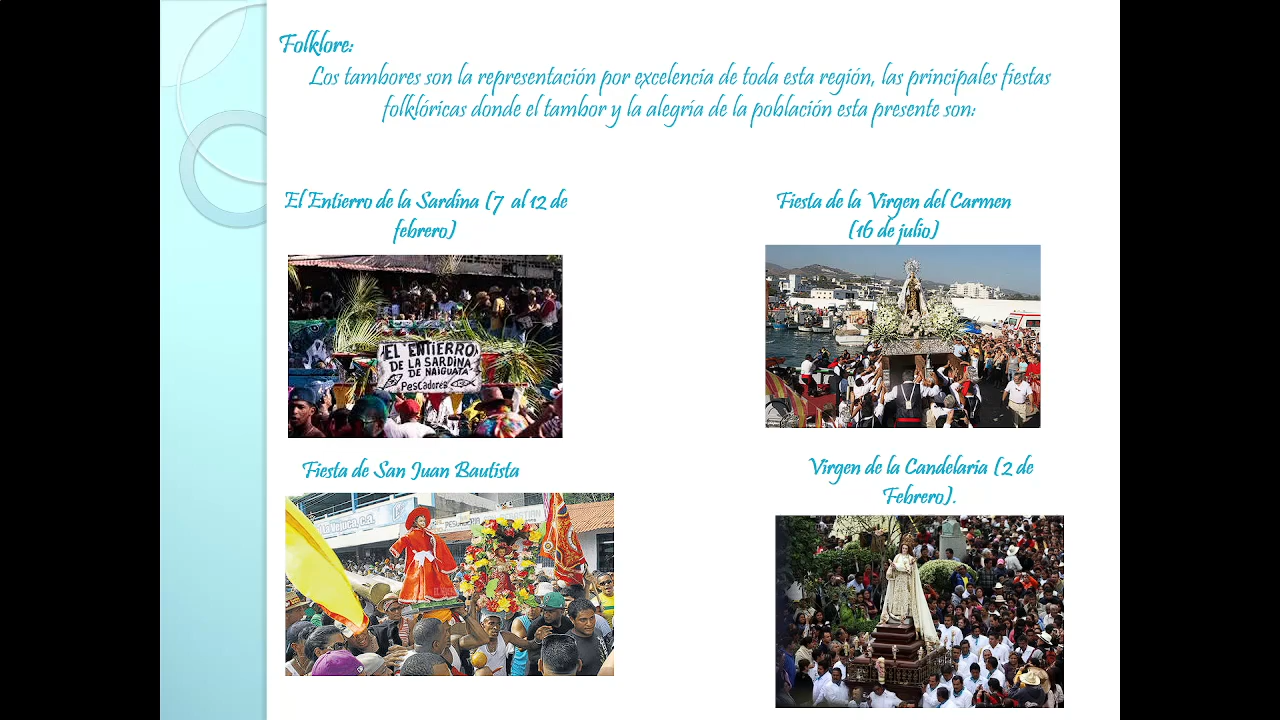 Folklore:
Los tambores son la representación por excelencia de toda esta región, las principales fiestas
folklóricas donde el tambor y la alegría de la población esta presente son:
El Entierro de la Sardina (7 al 12 de
febrero)
Fiesta de la Virgen del Carmen
(16 de julio)
EL ENTIERRO
DE LA SARDINA
DE NAIGUATA
PESCADORES
Fiesta de San Juan Bautista
Virgen de la Candelaria (2 de
Febrero).